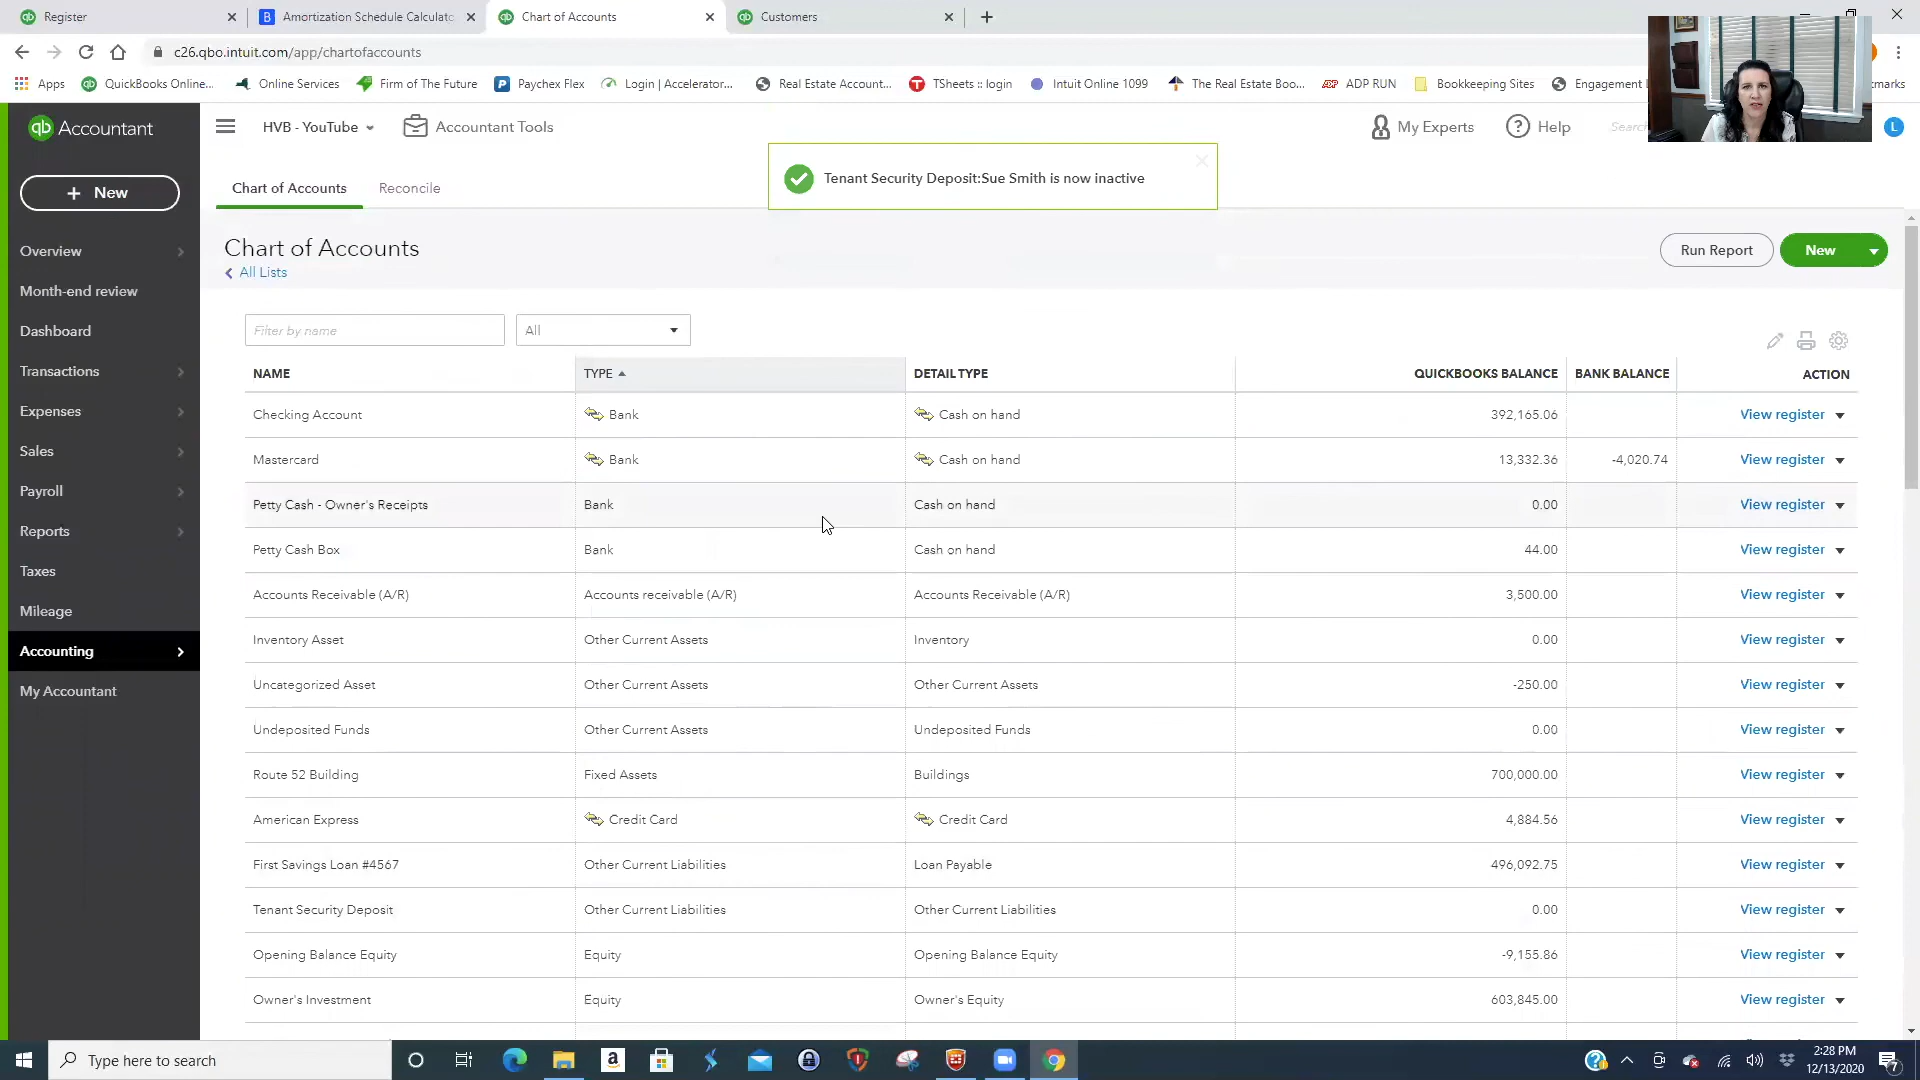 Register
Amortization Schedule Calculato
Chart of Accounts
Customers
c26.qbo.intuit.com/app/chartofaccounts
Apps
QuickBooks Online...
Online Services
Firm of The Future
Paychex Flex
Login | Accelerator...
Real Estate Account...
TSheets :: login
Intuit Online 1099
The Real Estate Boo...
ADP RUN
Bookkeeping Sites
Engagement
marks
qb Accountant
HVB - YouTube
Accountant Tools
My Experts
Help
Search
L
+ New
Chart of Accounts
Reconcile
Tenant Security Deposit:Sue Smith is now inactive
Overview
Month-end review
Dashboard
Transactions
Expenses
Sales
Payroll
Reports
Taxes
Mileage
Accounting
My Accountant
Chart of Accounts
All Lists
Run Report
New
Filter by name
All
NAME TYPE DETAIL TYPE QUICKBOOKS BALANCE BANK BALANCE ACTION
Checking Account Bank Cash on hand 392,165.06 View register
Mastercard Bank Cash on hand 13,332.36 -4,020.74 View register
Petty Cash - Owner's Receipts Bank Cash on hand 0.00 View register
Petty Cash Box Bank Cash on hand 44.00 View register
Accounts Receivable (A/R) Accounts receivable (A/R) Accounts Receivable (A/R) 3,500.00 View register
Inventory Asset Other Current Assets Inventory 0.00 View register
Uncategorized Asset Other Current Assets Other Current Assets -250.00 View register
Undeposited Funds Other Current Assets Undeposited Funds 0.00 View register
Route 52 Building Fixed Assets Buildings 700,000.00 View register
American Express Credit Card Credit Card 4,884.56 View register
First Savings Loan #4567 Other Current Liabilities Loan Payable 496,092.75 View register
Tenant Security Deposit Other Current Liabilities Other Current Liabilities 0.00 View register
Opening Balance Equity Equity Opening Balance Equity -9,155.86 View register
Owner's Investment Equity Owner's Equity 603,845.00 View register
Type here to search
2:28 PM
12/13/2020
7